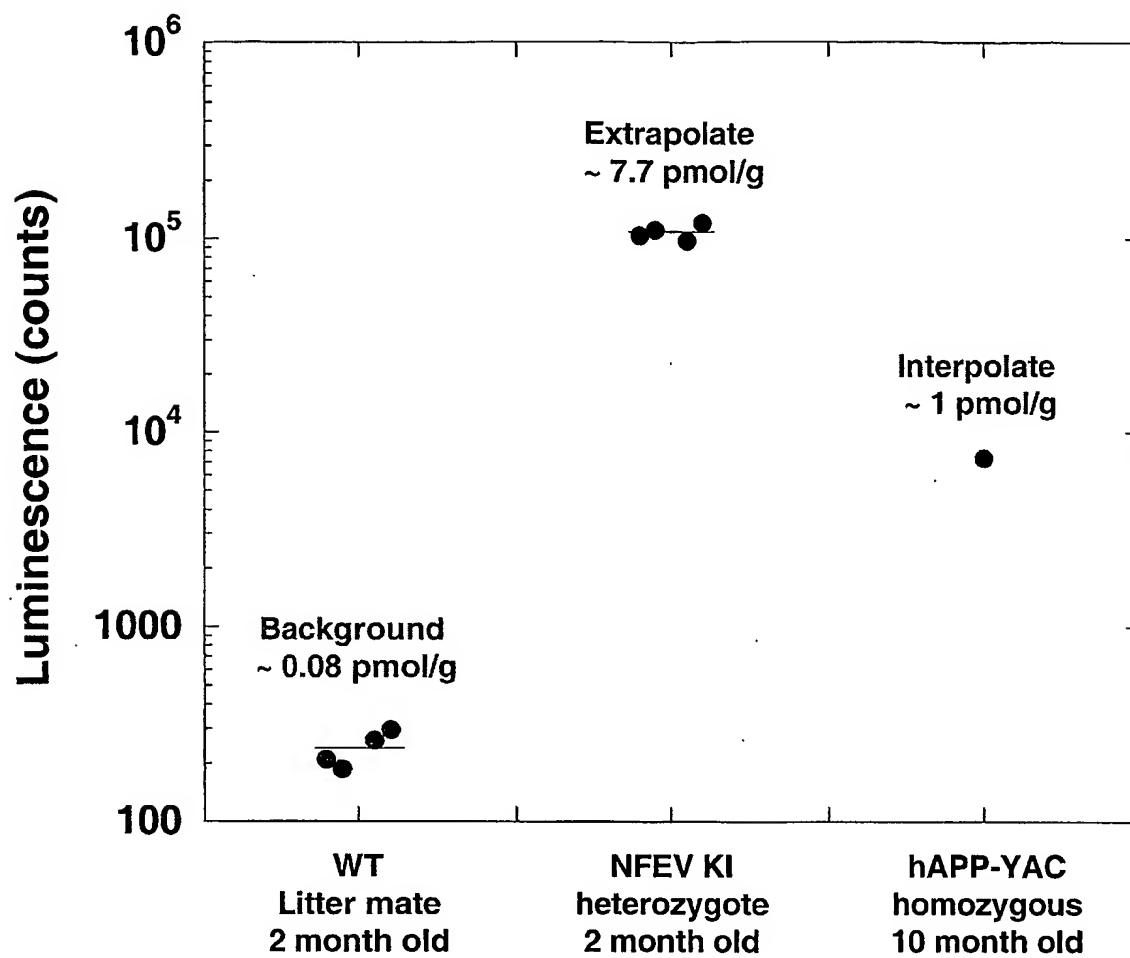 Luminescence (counts)
10^6
10^5
10^4
1000
100
Extrapolate
~ 7.7 pmol/g
Interpolate
~ 1 pmol/g
Background
~ 0.08 pmol/g
WT
Litter mate
2 month old
NFEV KI
heterozygote
2 month old
hAPP-YAC
homozygous
10 month old